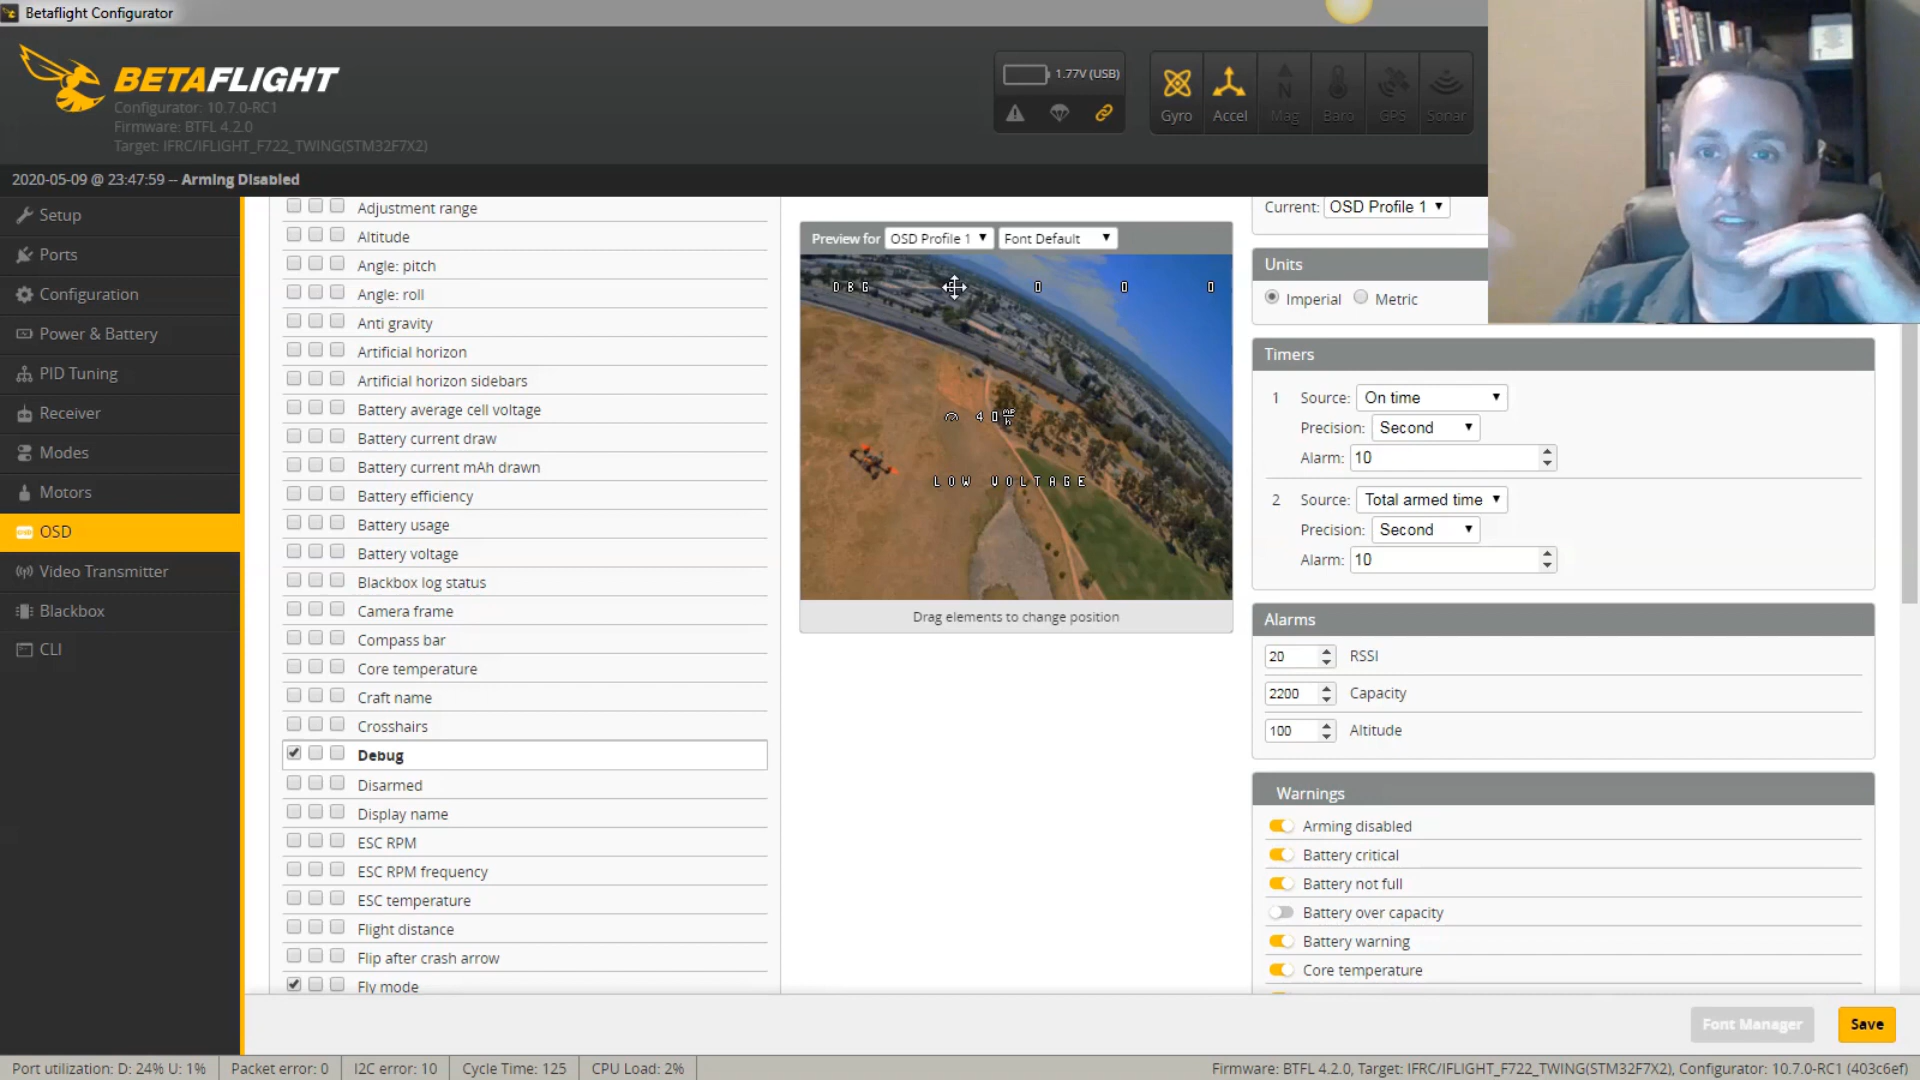 Betaflight Configurator
BETAFLIGHT
Configurator: 10.7.0-RC1
Firmware: BTFL 4.2.0
Target: IFRC/IFLIGHT_F722_TWING(STM32F7X2)
1.77V (USB)
Gyro
Accel
Mag
Baro
GPS
Sonar
2020-05-09 @ 23:47:59 -- Arming Disabled
Setup
Ports
Configuration
Power & Battery
PID Tuning
Receiver
Modes
Motors
OSD
Video Transmitter
Blackbox
CLI
Adjustment range
Altitude
Angle: pitch
Angle: roll
Anti gravity
Artificial horizon
Artificial horizon sidebars
Battery average cell voltage
Battery current draw
Battery current mAh drawn
Battery efficiency
Battery usage
Battery voltage
Blackbox log status
Camera frame
Compass bar
Core temperature
Craft name
Crosshairs
Debug
Disarmed
Display name
ESC RPM
ESC RPM frequency
ESC temperature
Flight distance
Flip after crash arrow
Fly mode
Preview for OSD Profile 1 Font Default
DBG 0 0 0
40 MPH
LOW VOLTAGE
Drag elements to change position
Current: OSD Profile 1
Units
Imperial Metric
Timers
1 Source: On time
Precision: Second
Alarm: 10
2 Source: Total armed time
Precision: Second
Alarm: 10
Alarms
20 RSSI
2200 Capacity
100 Altitude
Warnings
Arming disabled
Battery critical
Battery not full
Battery over capacity
Battery warning
Core temperature
Font Manager
Save
Port utilization: D: 24% U: 1%
Packet error: 0
I2C error: 10
Cycle Time: 125
CPU Load: 2%
Firmware: BTFL 4.2.0, Target: IFRC/IFLIGHT_F722_TWING(STM32F7X2), Configurator: 10.7.0-RC1 (403c6ef)